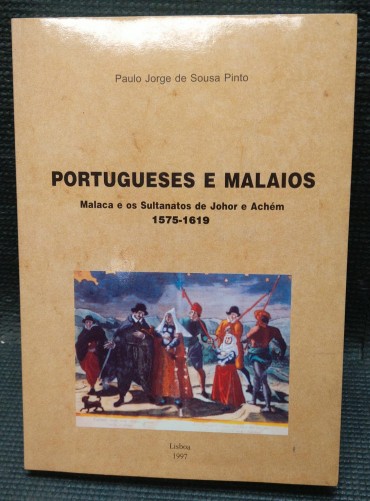 Paulo Jorge de Sousa Pinto
PORTUGUESES E MALAIOS
Malaca e os Sultanatos de Johor e Achém
1575-1619
Lisboa
1997